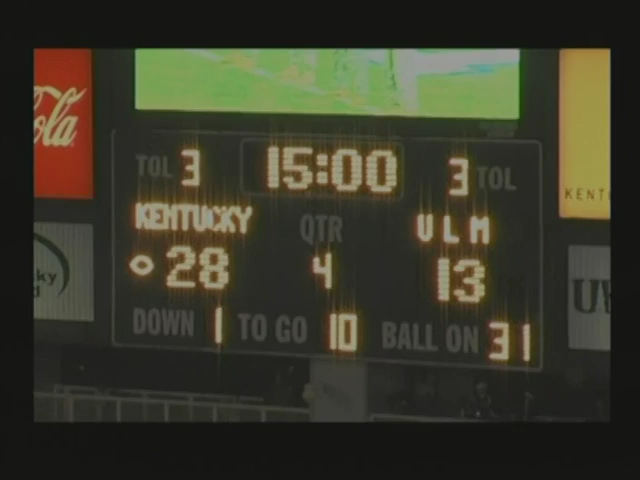 Cola
TOL 3 15:00 3 TOL
KENTUCKY QTR ULM
28 4 13
DOWN 1 TO GO 10 BALL ON 31
KENT